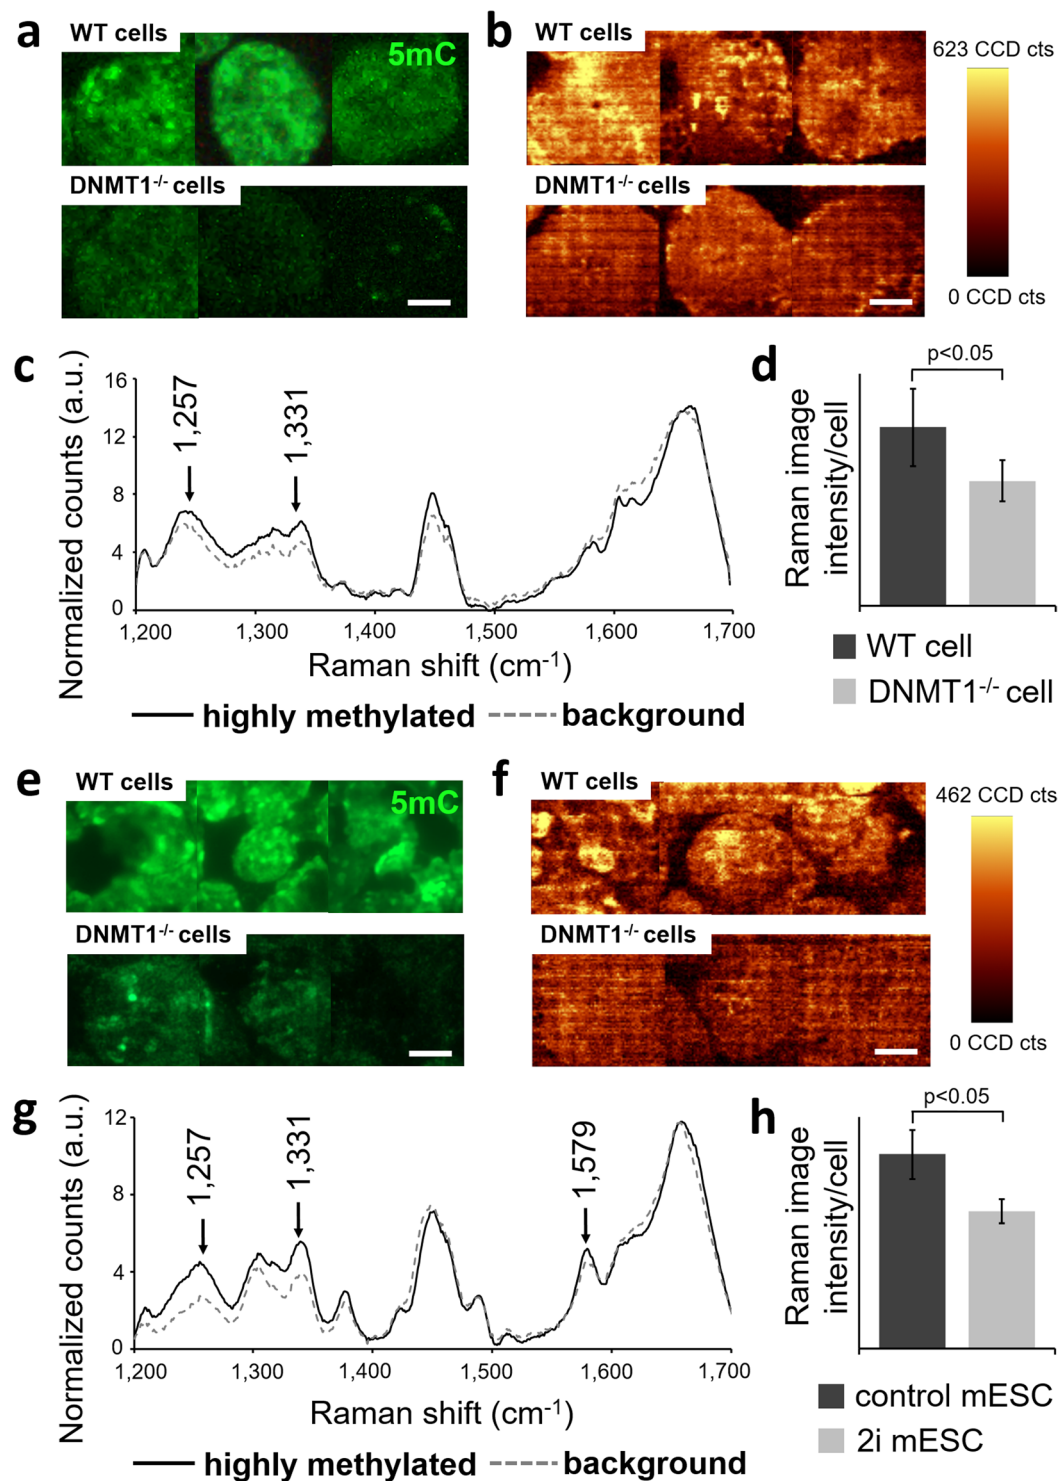 a
WT cells
5mC
DNMT1-/- cells
b
WT cells
623 CCD cts
DNMT1-/- cells
0 CCD cts
c
Normalized counts (a.u.)
16
12
8
4
0
1,257
1,331
1,200
1,300
1,400
1,500
1,600
1,700
Raman shift (cm-1)
highly methylated
background
d
p<0.05
Raman image
intensity/cell
WT cell
DNMT1-/- cell
e
WT cells
5mC
DNMT1-/- cells
f
WT cells
462 CCD cts
DNMT1-/- cells
0 CCD cts
g
Normalized counts (a.u.)
12
8
4
0
1,257
1,331
1,579
1,200
1,300
1,400
1,500
1,600
1,700
Raman shift (cm-1)
highly methylated
background
h
p<0.05
Raman image
intensity/cell
control mESC
2i mESC